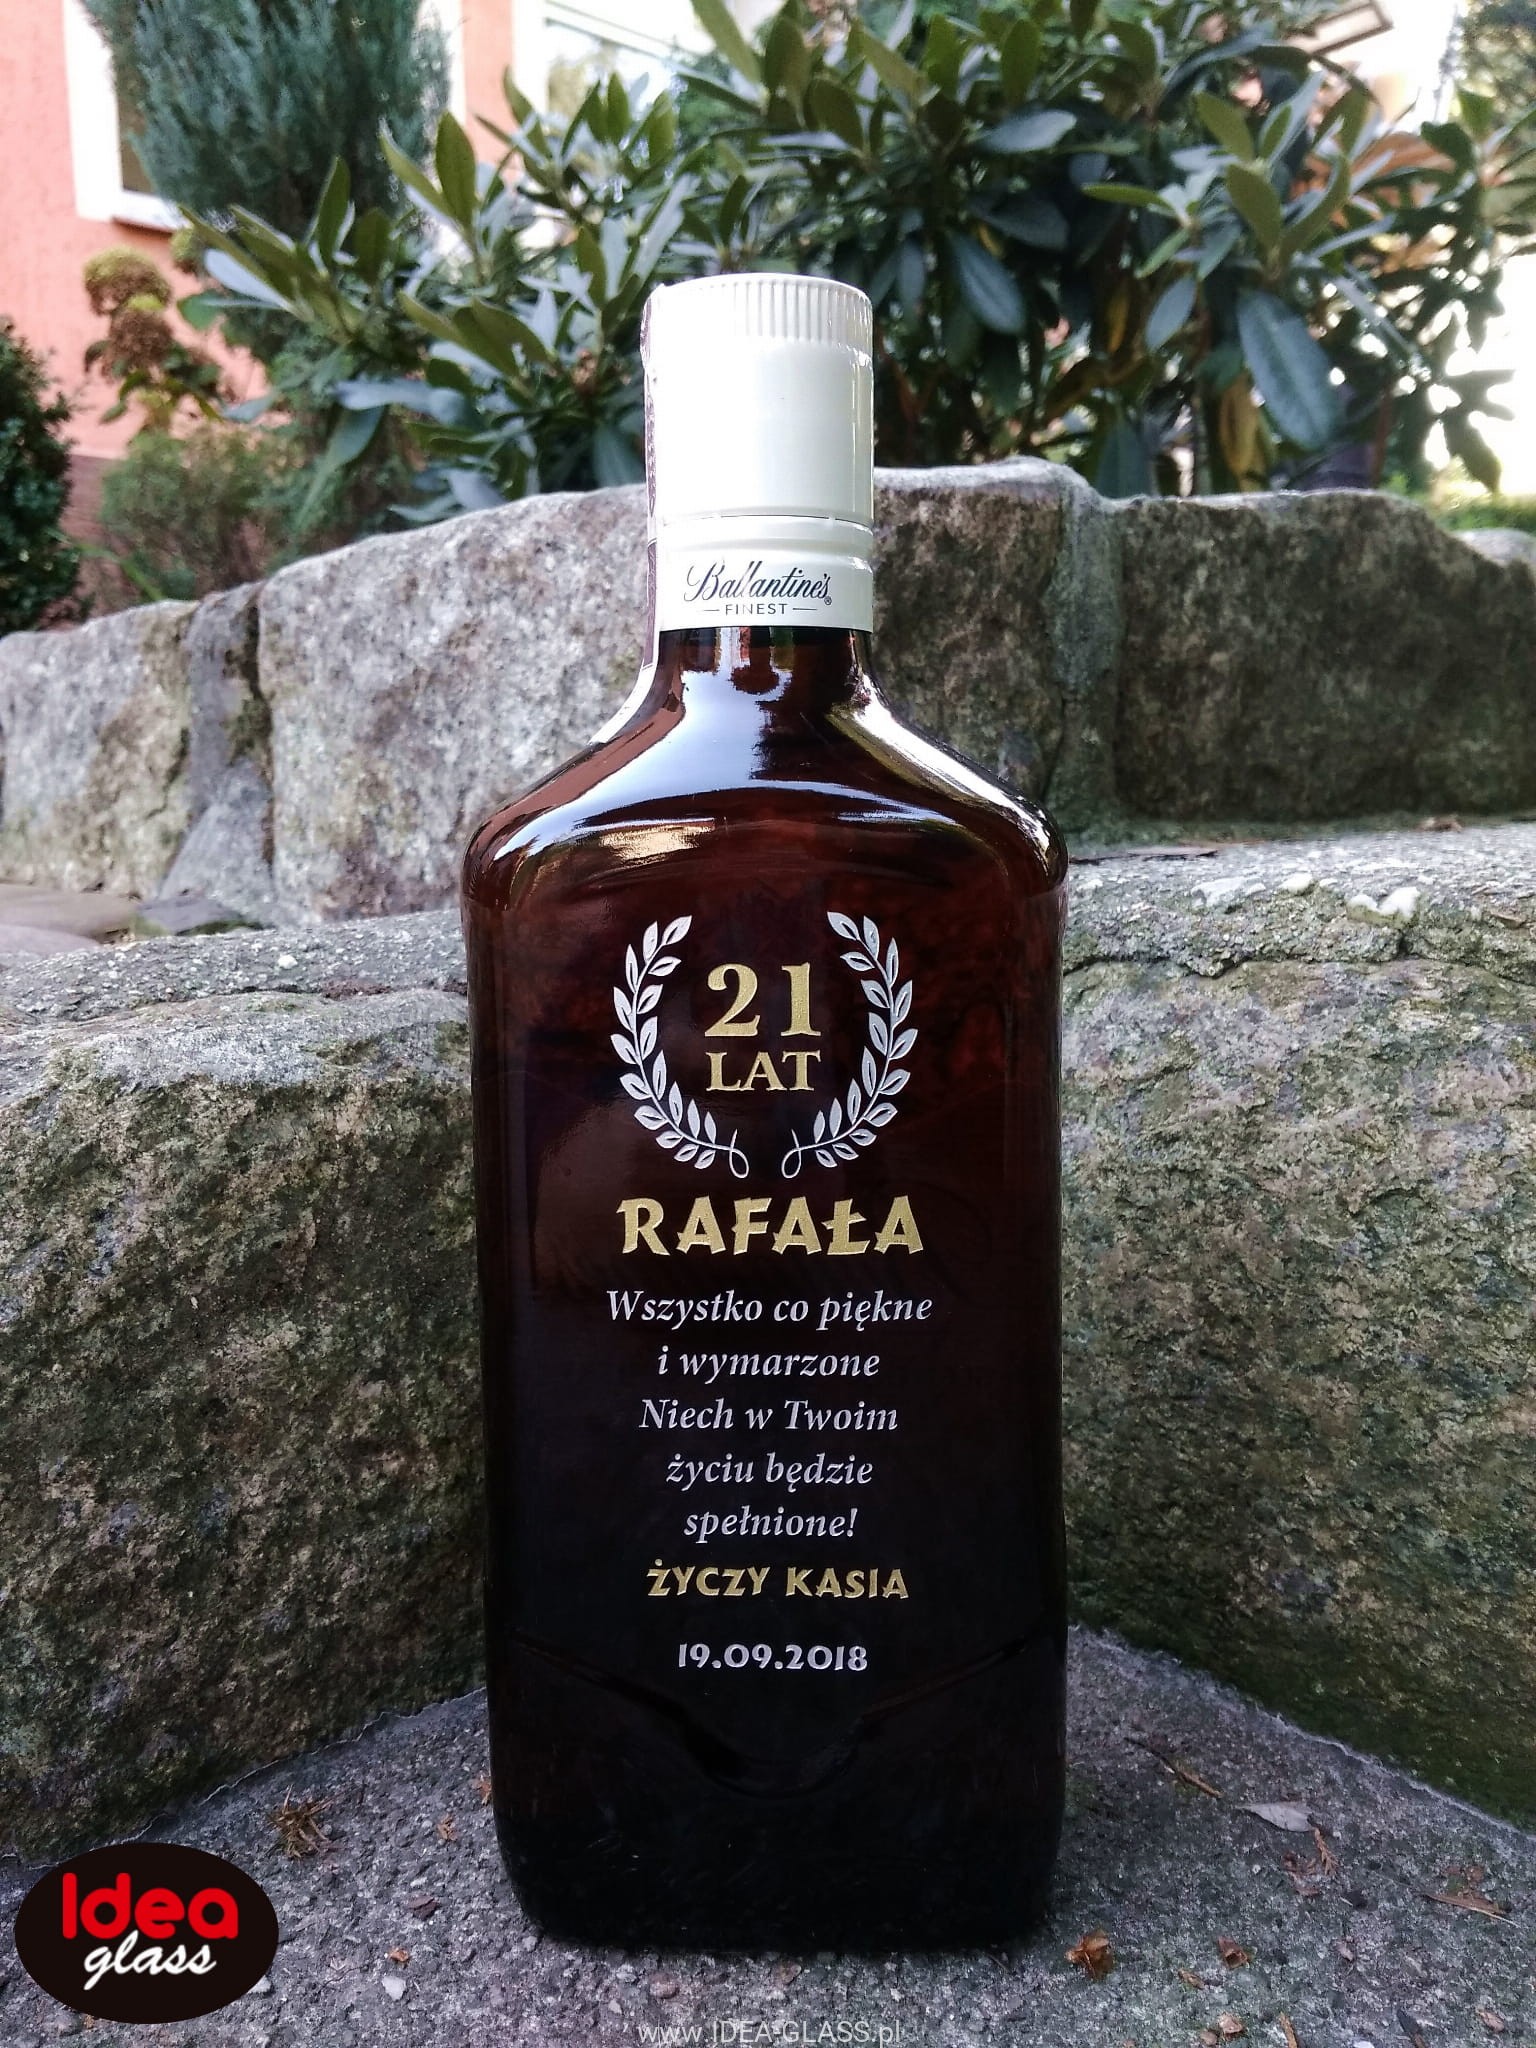 Ballantine's®
FINEST
21
LAT
RAFAŁA
Wszystko co piękne
i wymarzone
Niech w Twoim
życiu będzie
spełnione!
ŻYCZY KASIA
19.09.2018
Idea
glass
www.IDEA-GLASS.pl